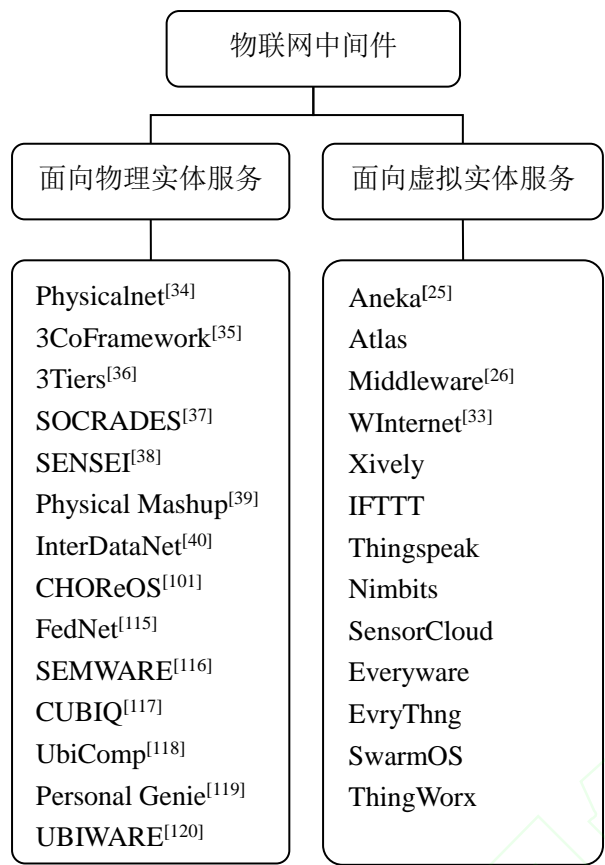 物联网中间件
面向物理实体服务
面向虚拟实体服务
Physicalnet[34]
3CoFramework[35]
3Tiers[36]
SOCRADES[37]
SENSEI[38]
Physical Mashup[39]
InterDataNet[40]
CHOReOS[101]
FedNet[115]
SEMWARE[116]
CUBIQ[117]
UbiComp[118]
Personal Genie[119]
UBIWARE[120]
Aneka[25]
Atlas
Middleware[26]
WInternet[33]
Xively
IFTTT
Thingspeak
Nimbits
SensorCloud
Everyware
EvryThng
SwarmOS
ThingWorx